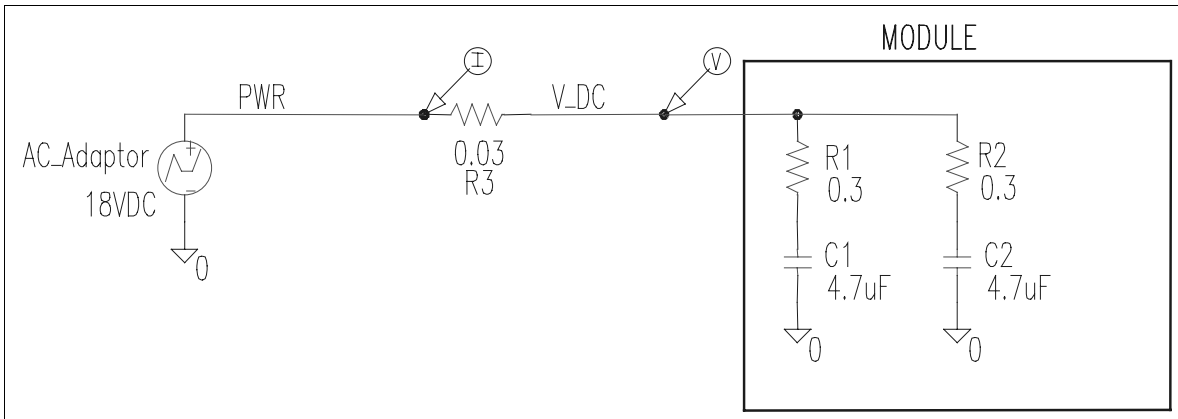 MODULE
I
V
PWR
V_DC
AC_Adaptor
18VDC
+
-
0.03
R3
R1
0.3
R2
0.3
C1
4.7uF
C2
4.7uF
0
0
0